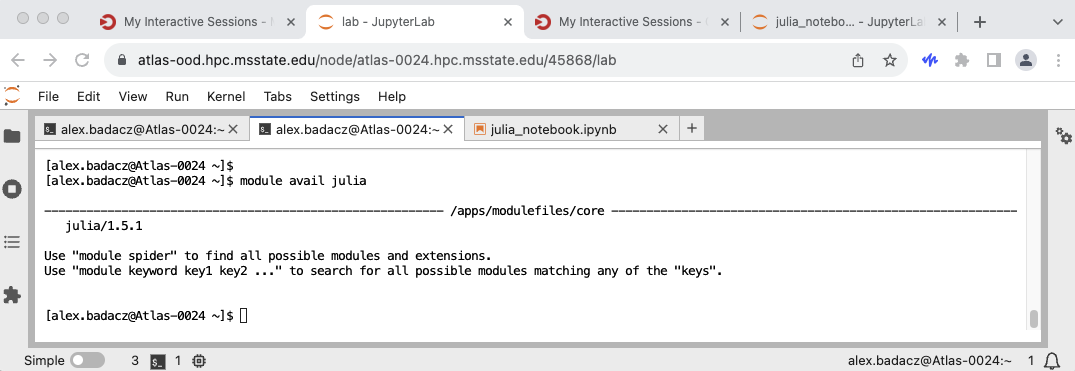 My Interactive Sessions -
lab - JupyterLab
My Interactive Sessions -
julia_notebo... - JupyterLa
atlas-ood.hpc.msstate.edu/node/atlas-0024.hpc.msstate.edu/45868/lab
File Edit View Run Kernel Tabs Settings Help
alex.badacz@Atlas-0024:~
alex.badacz@Atlas-0024:~
julia_notebook.ipynb
[alex.badacz@Atlas-0024 ~]$
[alex.badacz@Atlas-0024 ~]$ module avail julia
--------------------------------------------------------- /apps/modulefiles/core ----------------------------------------------------------
julia/1.5.1
Use "module spider" to find all possible modules and extensions.
Use "module keyword key1 key2 ..." to search for all possible modules matching any of the "keys".
[alex.badacz@Atlas-0024 ~]$
Simple 3 $_ 1 alex.badacz@Atlas-0024:~ 1